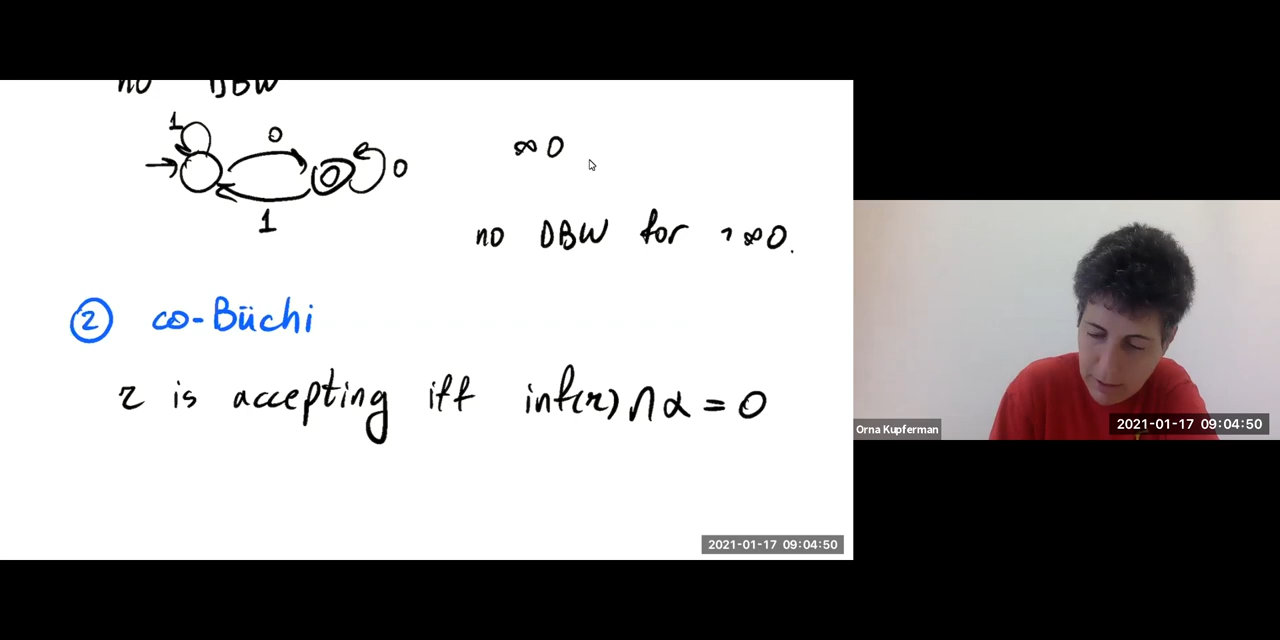 no DBW
1
0
0
1
∞ 0
no DBW for ¬ ∞ 0.
② co-Büchi
r is accepting iff inf(r) ∩ α = 0
2021-01-17 09:04:50
Orna Kupferman
2021-01-17 09:04:50